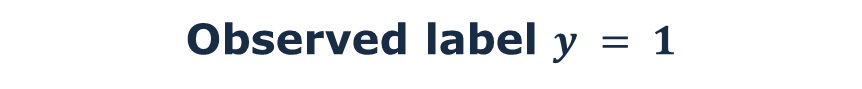 Observed label y = 1